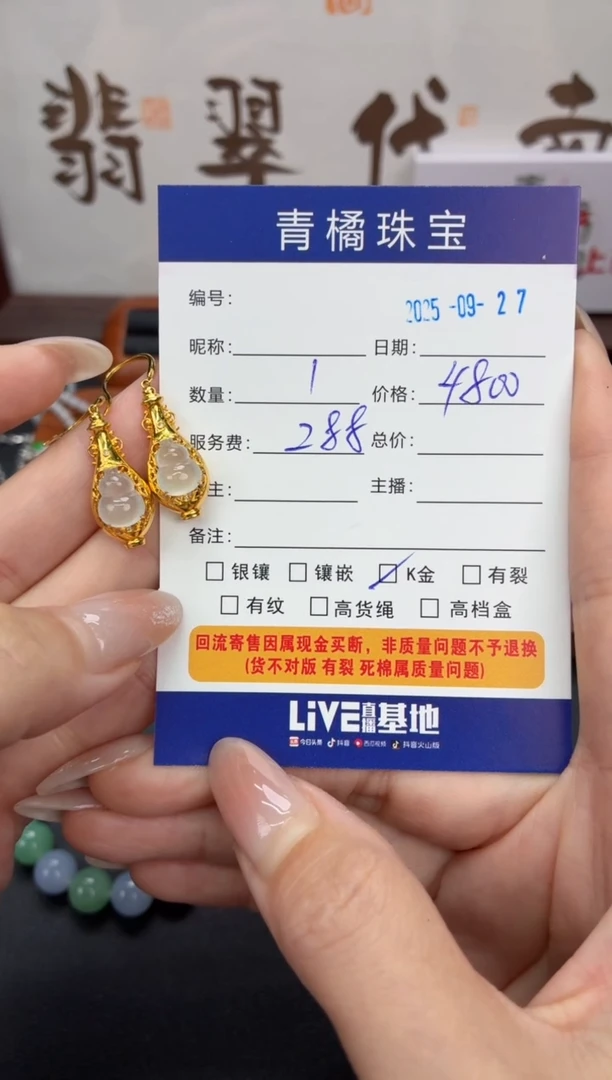 翡翠代
青橘珠宝
编号：
2025-09-27
昵称： 日期：
数量： 1 价格： 4800
服务费： 288 总价：
主： 主播：
备注：
银镶 镶嵌 K金 有裂
有纹 高货绳 高档盒
回流寄售因属现金买断，非质量问题不予退换
(货不对版 有裂 死棉属质量问题)
LiVE直播基地
今日头条 抖音 西瓜视频 抖音火山版